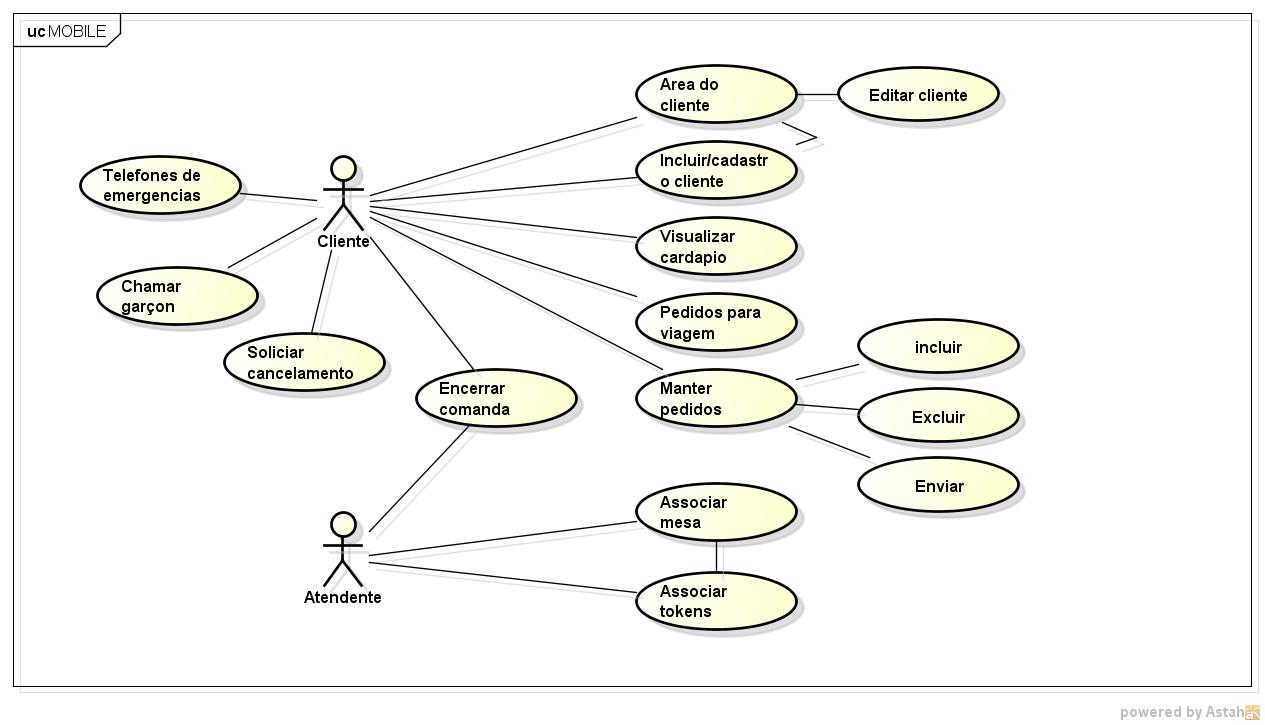 uc MOBILE
Area do
cliente
Editar cliente
Incluir/cadastr
o cliente
Telefones de
emergencias
Cliente
Visualizar
cardapio
Chamar
garçon
Pedidos para
viagem
Soliciar
cancelamento
incluir
Encerrar
comanda
Manter
pedidos
Excluir
Enviar
Associar
mesa
Atendente
Associar
tokens
powered by Astah